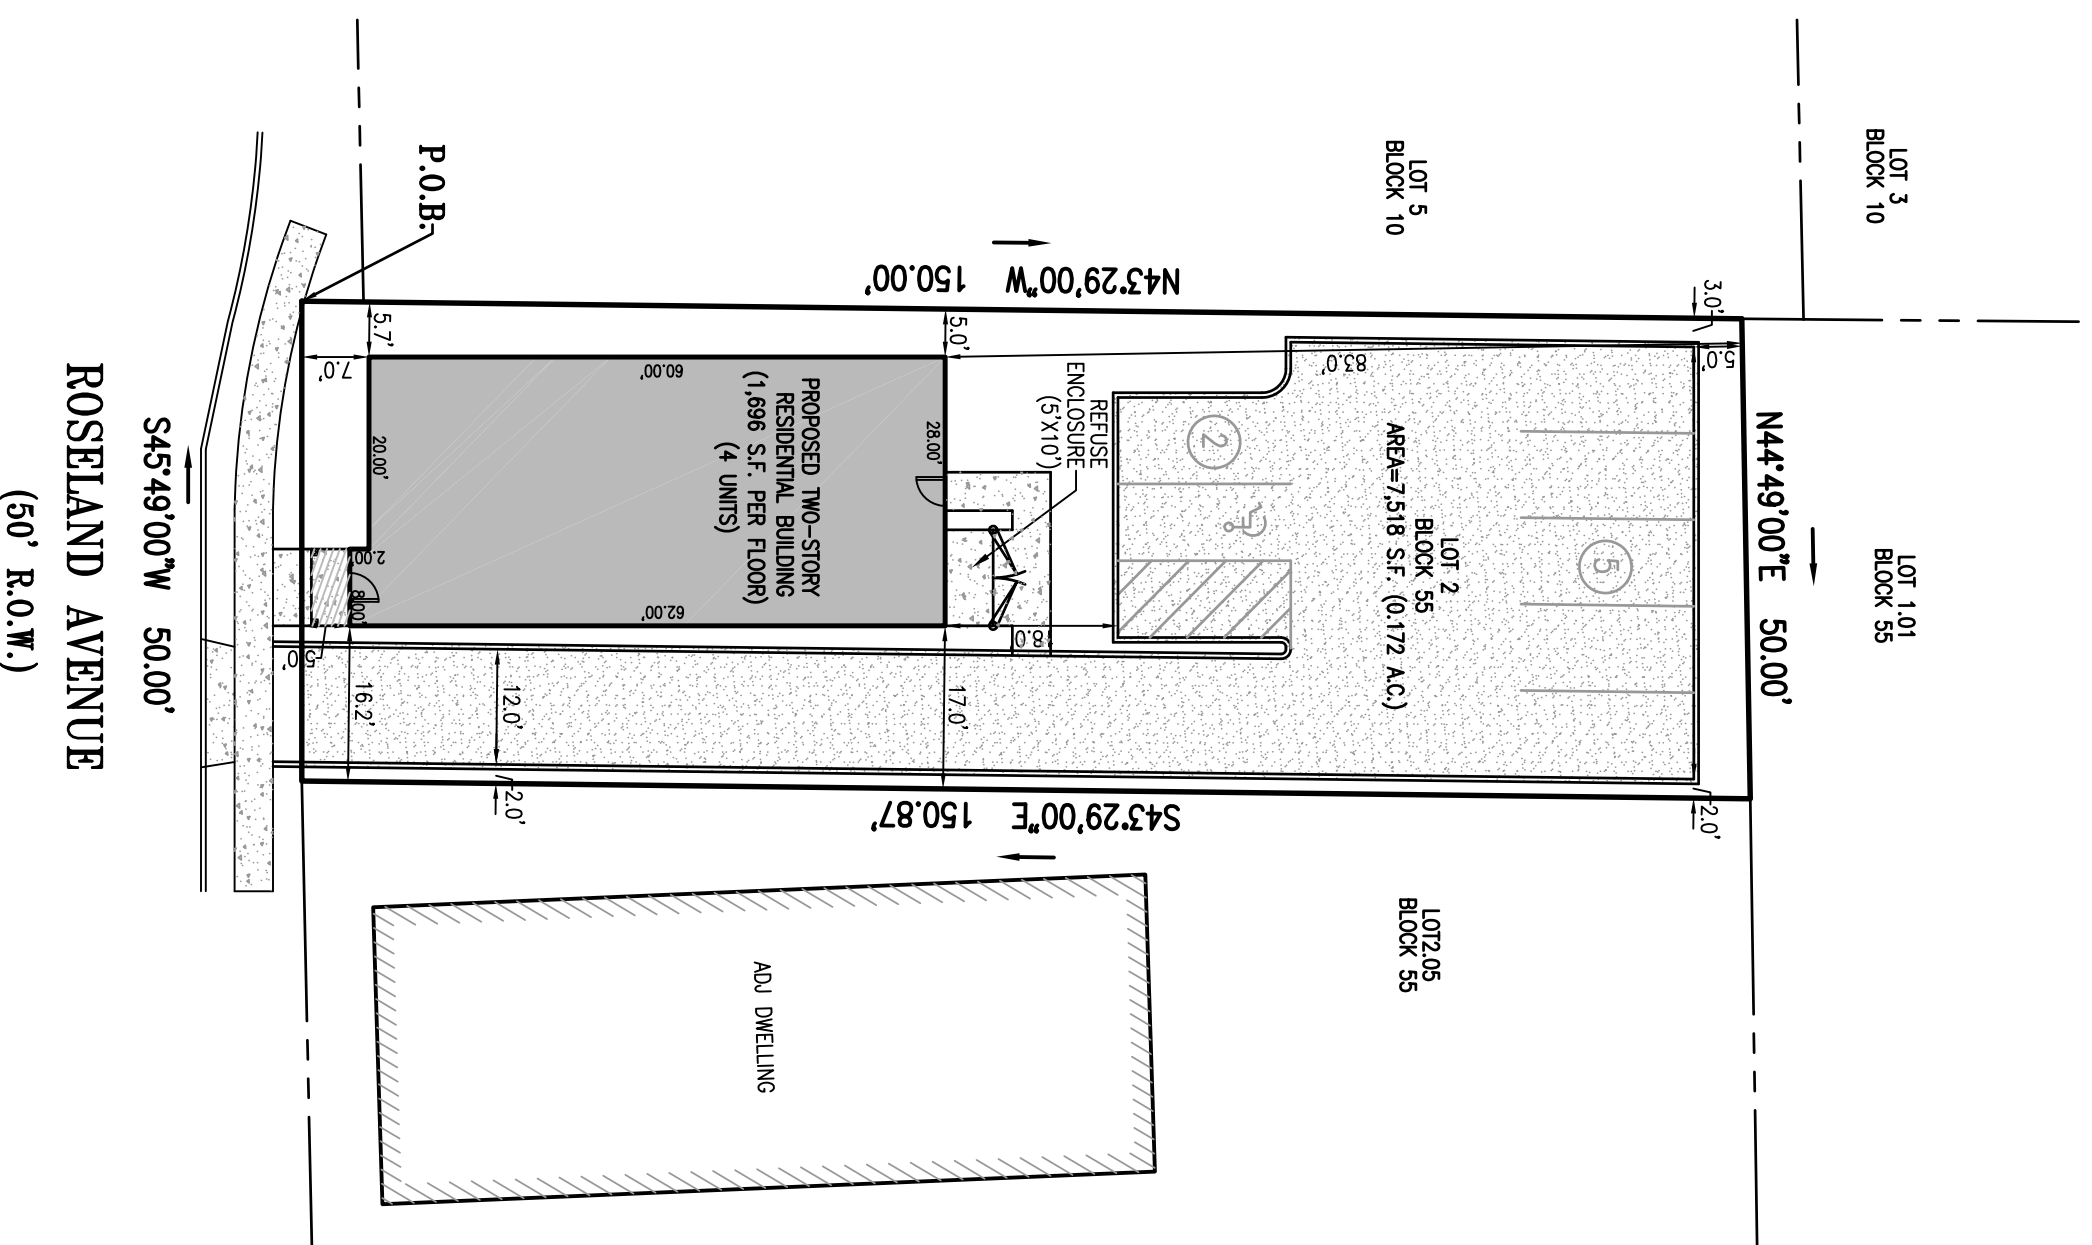 LOT 3
BLOCK 10
LOT 5
BLOCK 10
LOT 1.01
BLOCK 55
LOT2.05
BLOCK 55
P.O.B.
N43°29'00"W 150.00'
N44°49'00"E 50.00'
S43°29'00"E 150.87'
S45°49'00"W 50.00'
ROSELAND AVENUE
(50' R.O.W.)
LOT 2
BLOCK 55
AREA=7,518 S.F. (0.172 A.C.)
PROPOSED TWO-STORY
RESIDENTIAL BUILDING
(1,696 S.F. PER FLOOR)
(4 UNITS)
REFUSE
ENCLOSURE
(5'X10')
ADJ DWELLING
5.7'
7.0'
5.0'
83.0'
3.0'
5.0'
60.00'
28.00'
20.00'
2.00'
8.00'
62.00'
5.0'
8.0'
16.2'
12.0'
17.0'
2.0'
2.0'
2
5